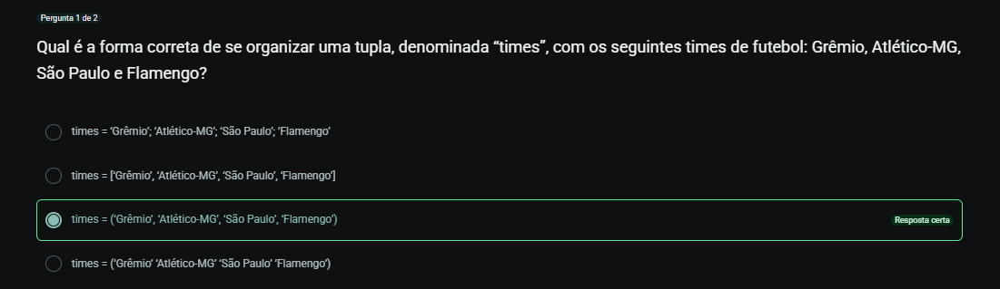 Pergunta 1 de 2
Qual é a forma correta de se organizar uma tupla, denominada “times”, com os seguintes times de futebol: Grêmio, Atlético-MG,
São Paulo e Flamengo?
times = ‘Grêmio’; ‘Atlético-MG’; ‘São Paulo’; ‘Flamengo’
times = [‘Grêmio’, ‘Atlético-MG’, ‘São Paulo’, ‘Flamengo’]
times = (‘Grêmio’, ‘Atlético-MG’, ‘São Paulo’, ‘Flamengo’)
Resposta certa
times = (‘Grêmio’ ‘Atlético-MG’ ‘São Paulo’ ‘Flamengo’)